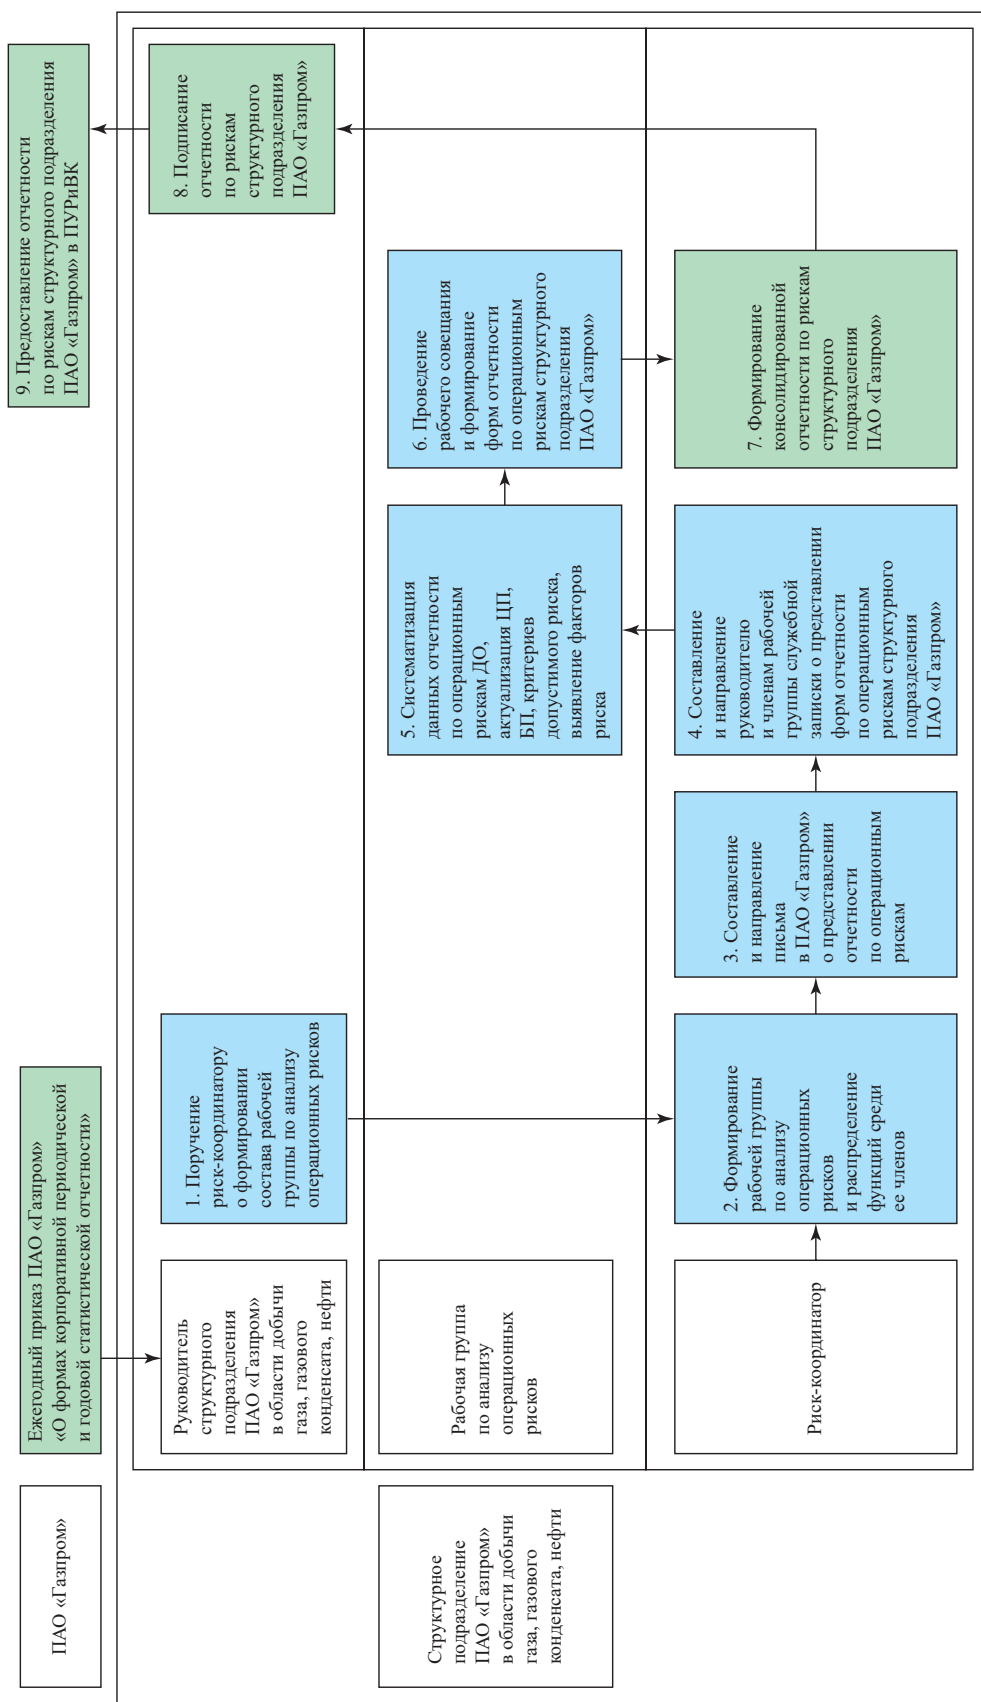 ПАО «Газпром»
Ежегодный приказ ПАО «Газпром»
«О формах корпоративной периодической
и годовой статистической отчетности»
9. Предоставление отчетности
по рискам структурного подразделения
ПАО «Газпром» в ПУРиВК
Структурное
подразделение
ПАО «Газпром»
в области добычи
газа, газового
конденсата, нефти
Руководитель
структурного
подразделения
ПАО «Газпром»
в области добычи
газа, газового
конденсата, нефти
1. Поручение
риск-координатору
о формировании
состава рабочей
группы по анализу
операционных рисков
8. Подписание
отчетности
по рискам
структурного
подразделения
ПАО «Газпром»
Рабочая группа
по анализу
операционных
рисков
5. Систематизация
данных отчетности
по операционным
рискам ДО,
актуализация ЦП,
БП, критериев
допустимого риска,
выявление факторов
риска
6. Проведение
рабочего совещания
и формирование
форм отчетности
по операционным
рискам структурного
подразделения
ПАО «Газпром»
Риск-координатор
2. Формирование
рабочей группы
по анализу
операционных
рисков
и распределение
функций среди
ее членов
3. Составление
и направление
письма
в ПАО «Газпром»
о представлении
отчетности
по операционным
рискам
4. Составление
и направление
руководителю
и членам рабочей
группы служебной
записки о представлении
форм отчетности
по операционным
рискам структурного
подразделения
ПАО «Газпром»
7. Формирование
консолидированной
отчетности по рискам
структурного
подразделения
ПАО «Газпром»